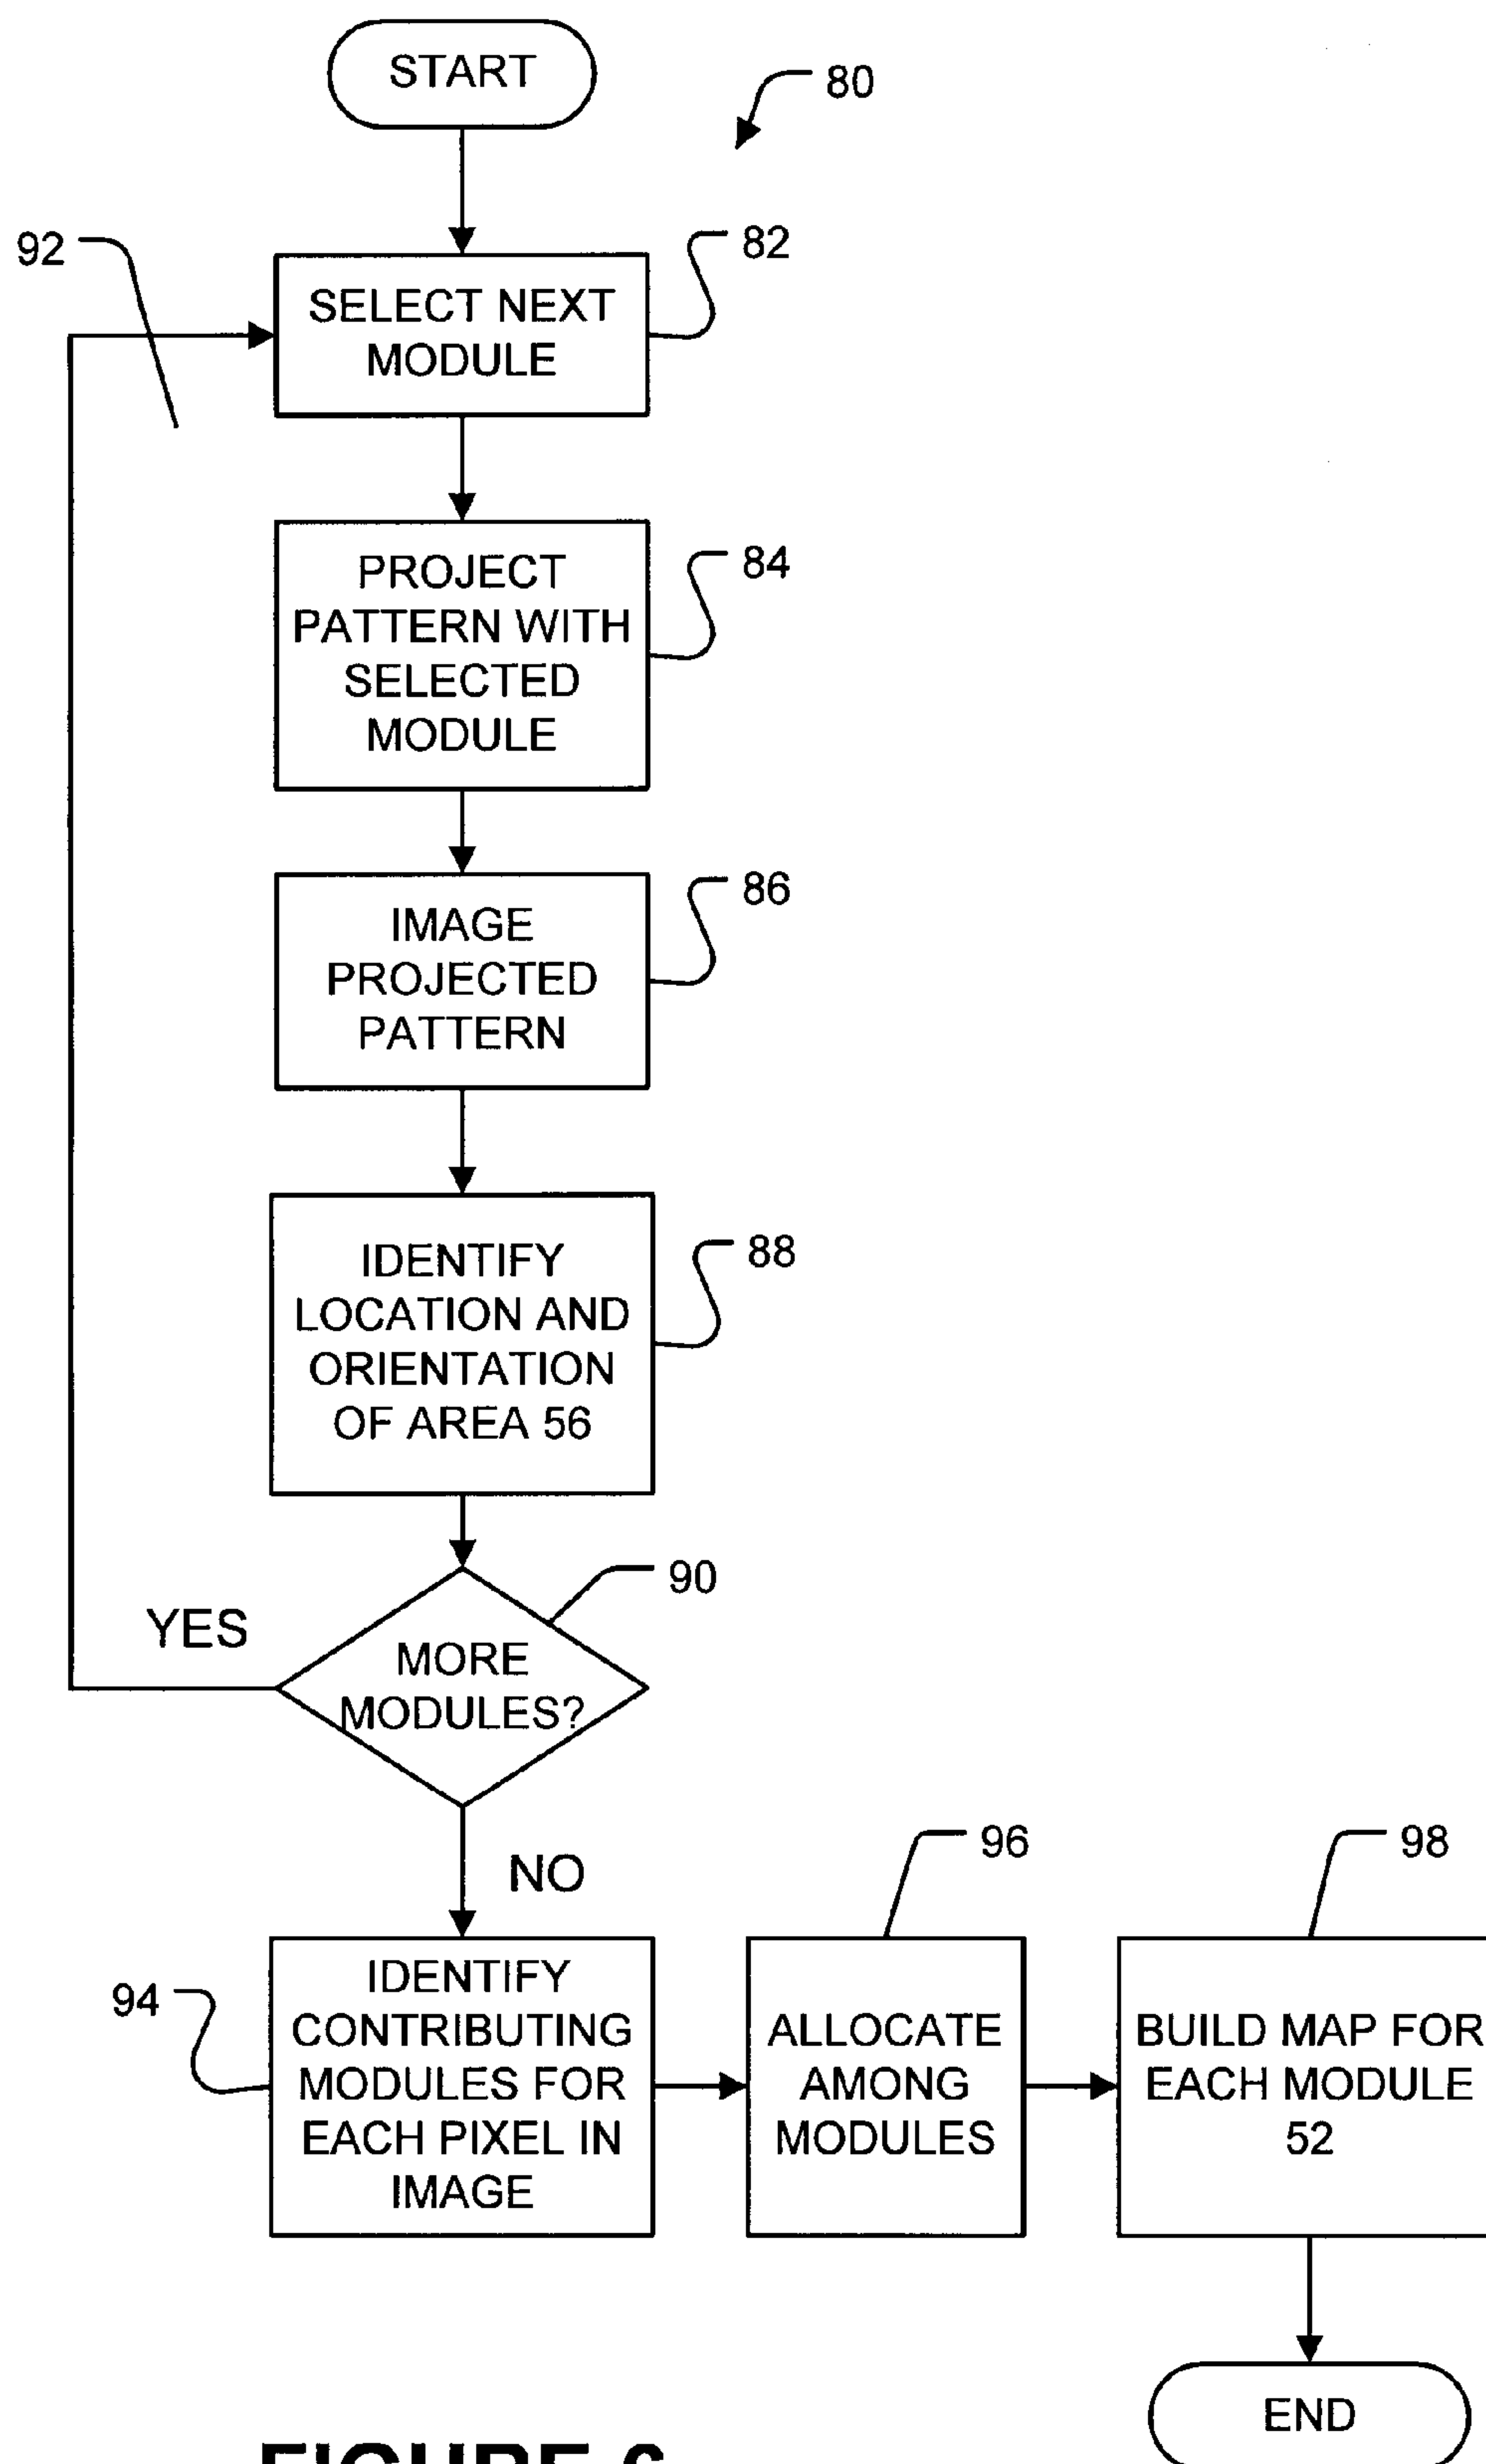 START
80
92
82
SELECT NEXT
MODULE
84
PROJECT
PATTERN WITH
SELECTED
MODULE
86
IMAGE
PROJECTED
PATTERN
88
IDENTIFY
LOCATION AND
ORIENTATION
OF AREA 56
90
YES
MORE
MODULES?
NO
94
IDENTIFY
CONTRIBUTING
MODULES FOR
EACH PIXEL IN
IMAGE
96
ALLOCATE
AMONG
MODULES
98
BUILD MAP FOR
EACH MODULE
52
END
FIGURE 6